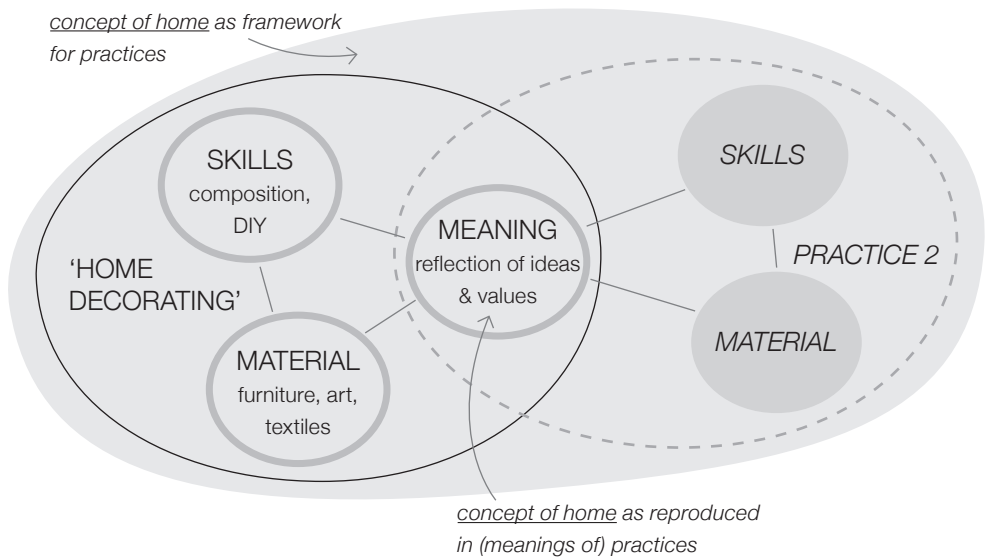 concept of home as framework
for practices
SKILLS
composition,
DIY
'HOME
DECORATING'
MATERIAL
furniture, art,
textiles
MEANING
reflection of ideas
& values
SKILLS
PRACTICE 2
MATERIAL
concept of home as reproduced
in (meanings of) practices